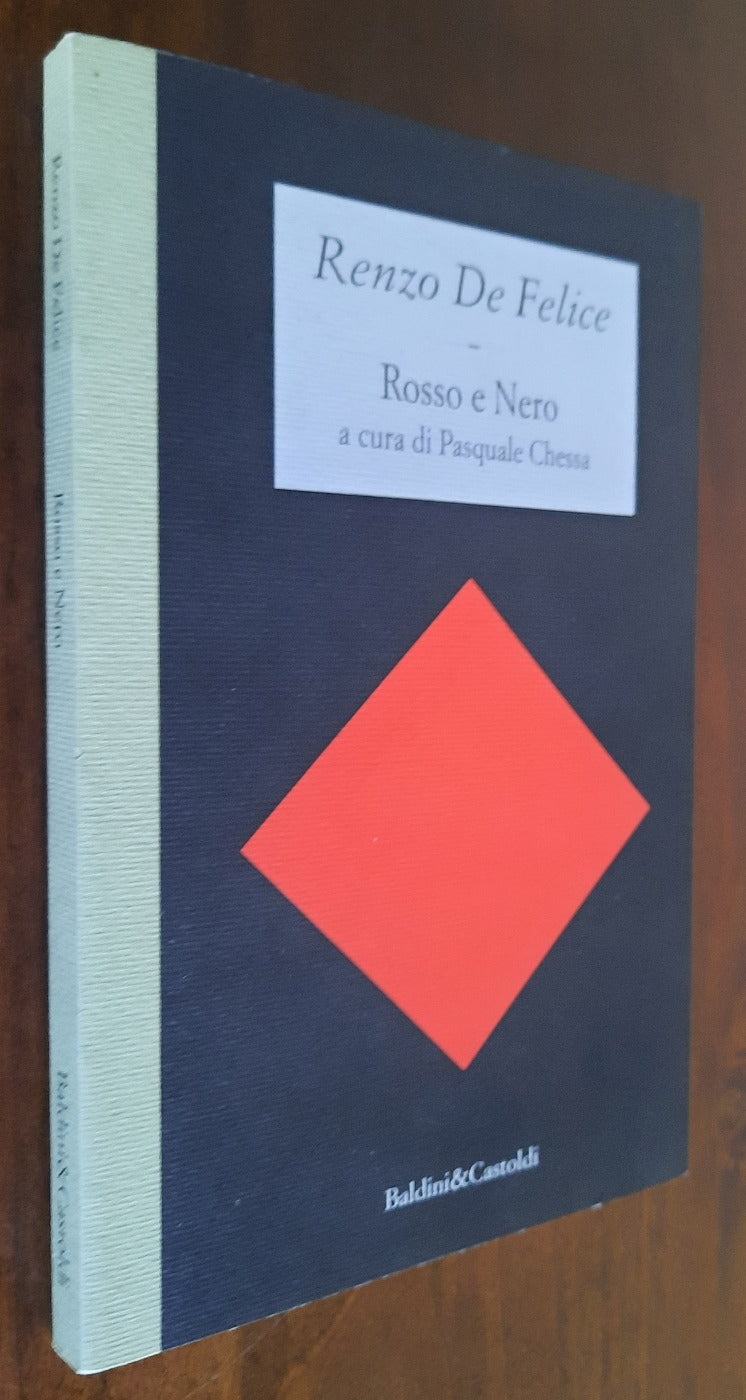 Renzo De Felice
-
Rosso e Nero
a cura di Pasquale Chessa
Baldini&Castoldi
Renzo De Felice
Rosso e Nero
Baldini&Castoldi